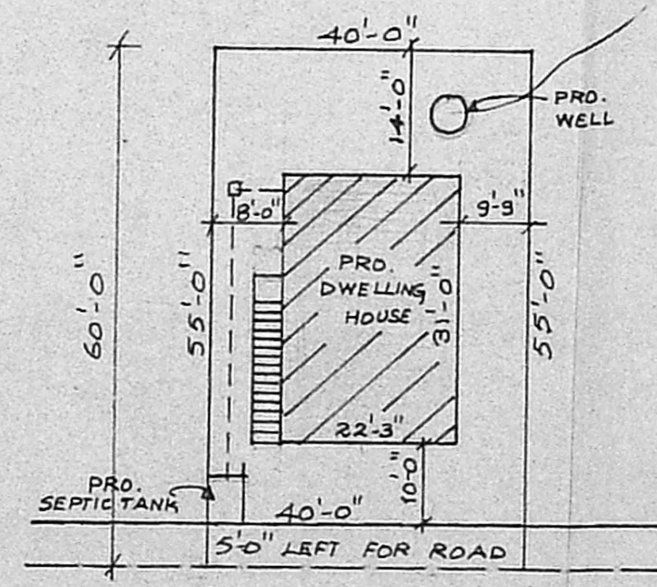 40'-0"
14'-0"
PRO.
WELL
8'-0"
9'-9"
PRO.
DWELLING
HOUSE
31'-0"
60'-0"
55'-0"
55'-0"
22'-3"
10'-0"
PRO.
SEPTIC TANK
40'-0"
5'-0" LEFT FOR ROAD